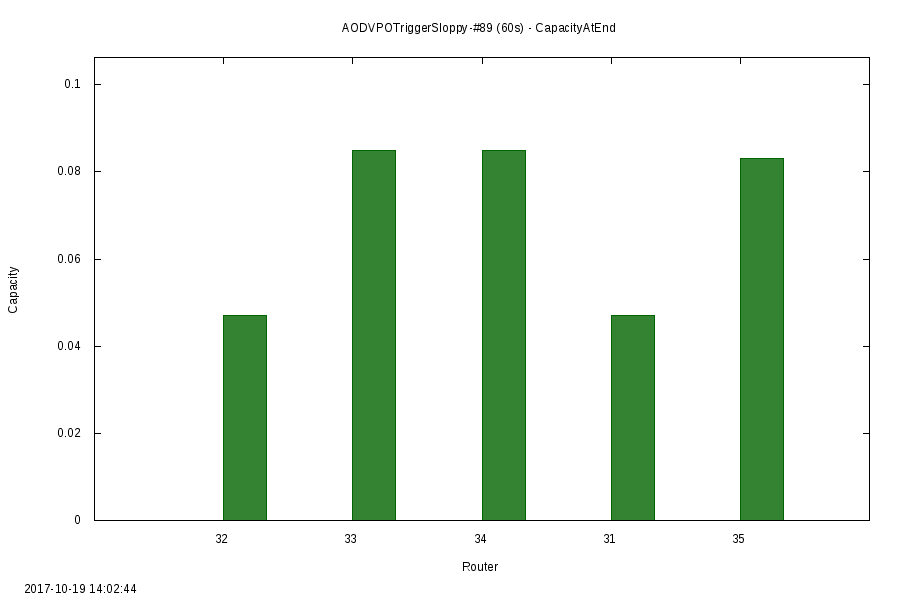 AODVPOTriggerSloppy-#89 (60s) - CapacityAtEnd
0.1
0.08
0.06
0.04
0.02
0
Capacity
32 33 34 31 35
Router
2017-10-19 14:02:44